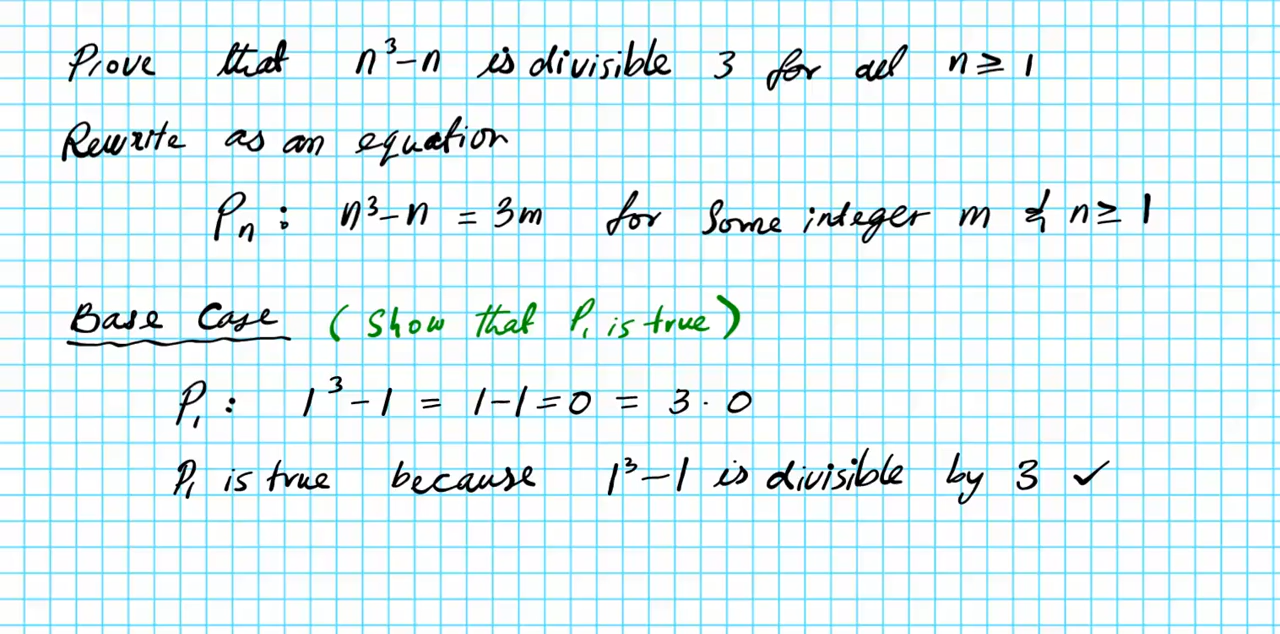 Prove that n³-n is divisible 3 for all n ≥ 1
Rewrite as an equation
Pₙ : n³-n = 3m for some integer m & n ≥ 1
Base Case (Show that P₁ is true)
P₁ : 1³-1 = 1-1=0 = 3·0
P₁ is true because 1³-1 is divisible by 3 ✓